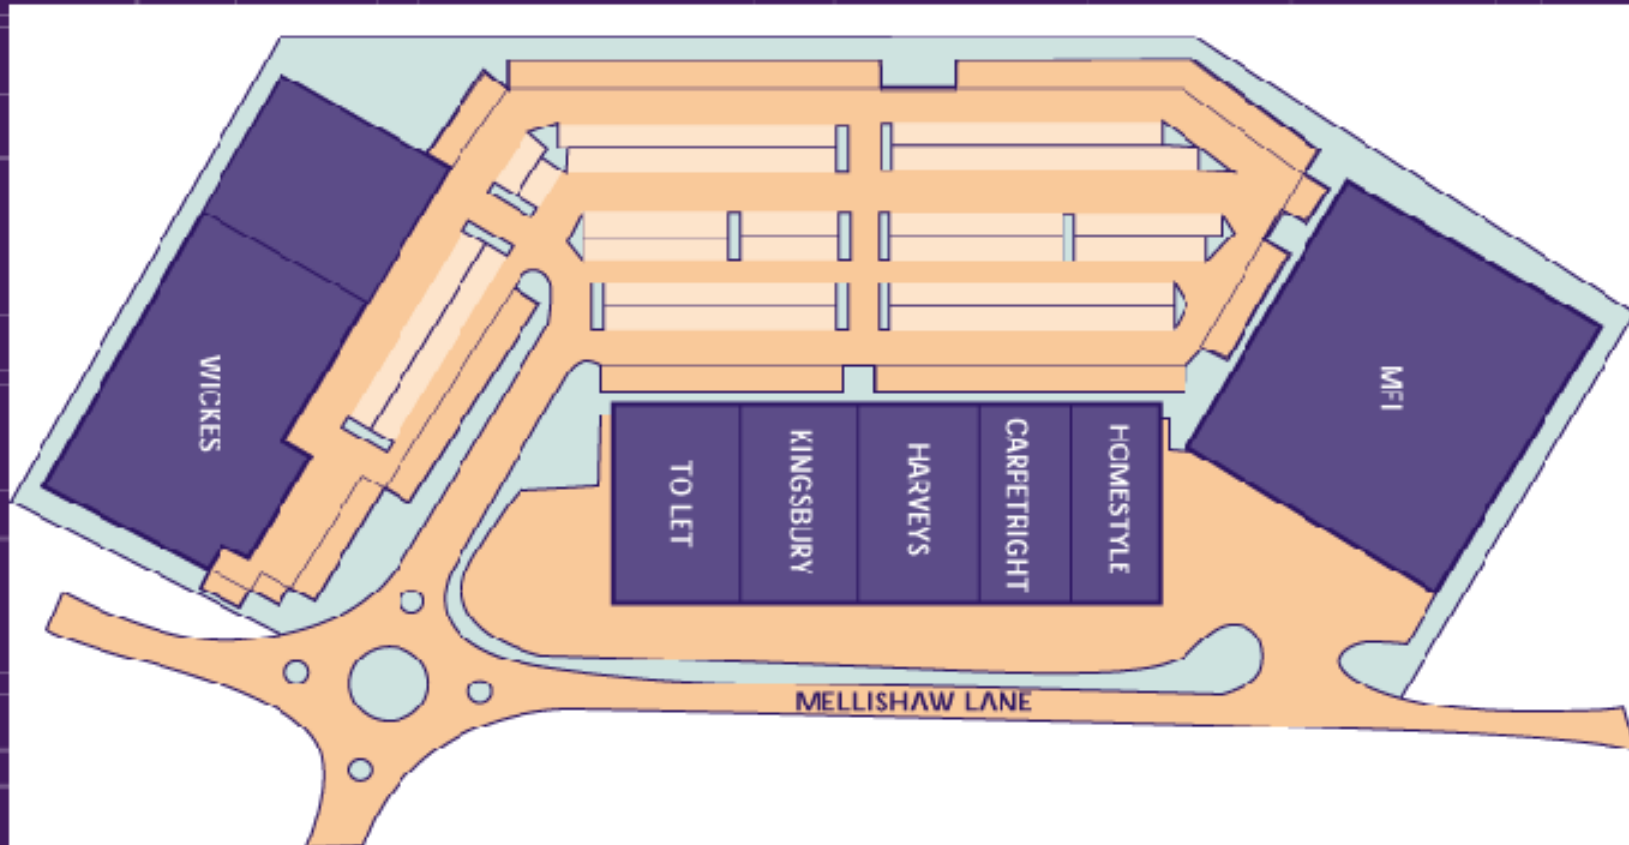 WICKES
TO LET
KINGSBURY
HARVEYS
CARPETRIGHT
HOMESTYLE
MFI
MELLISHAW LANE